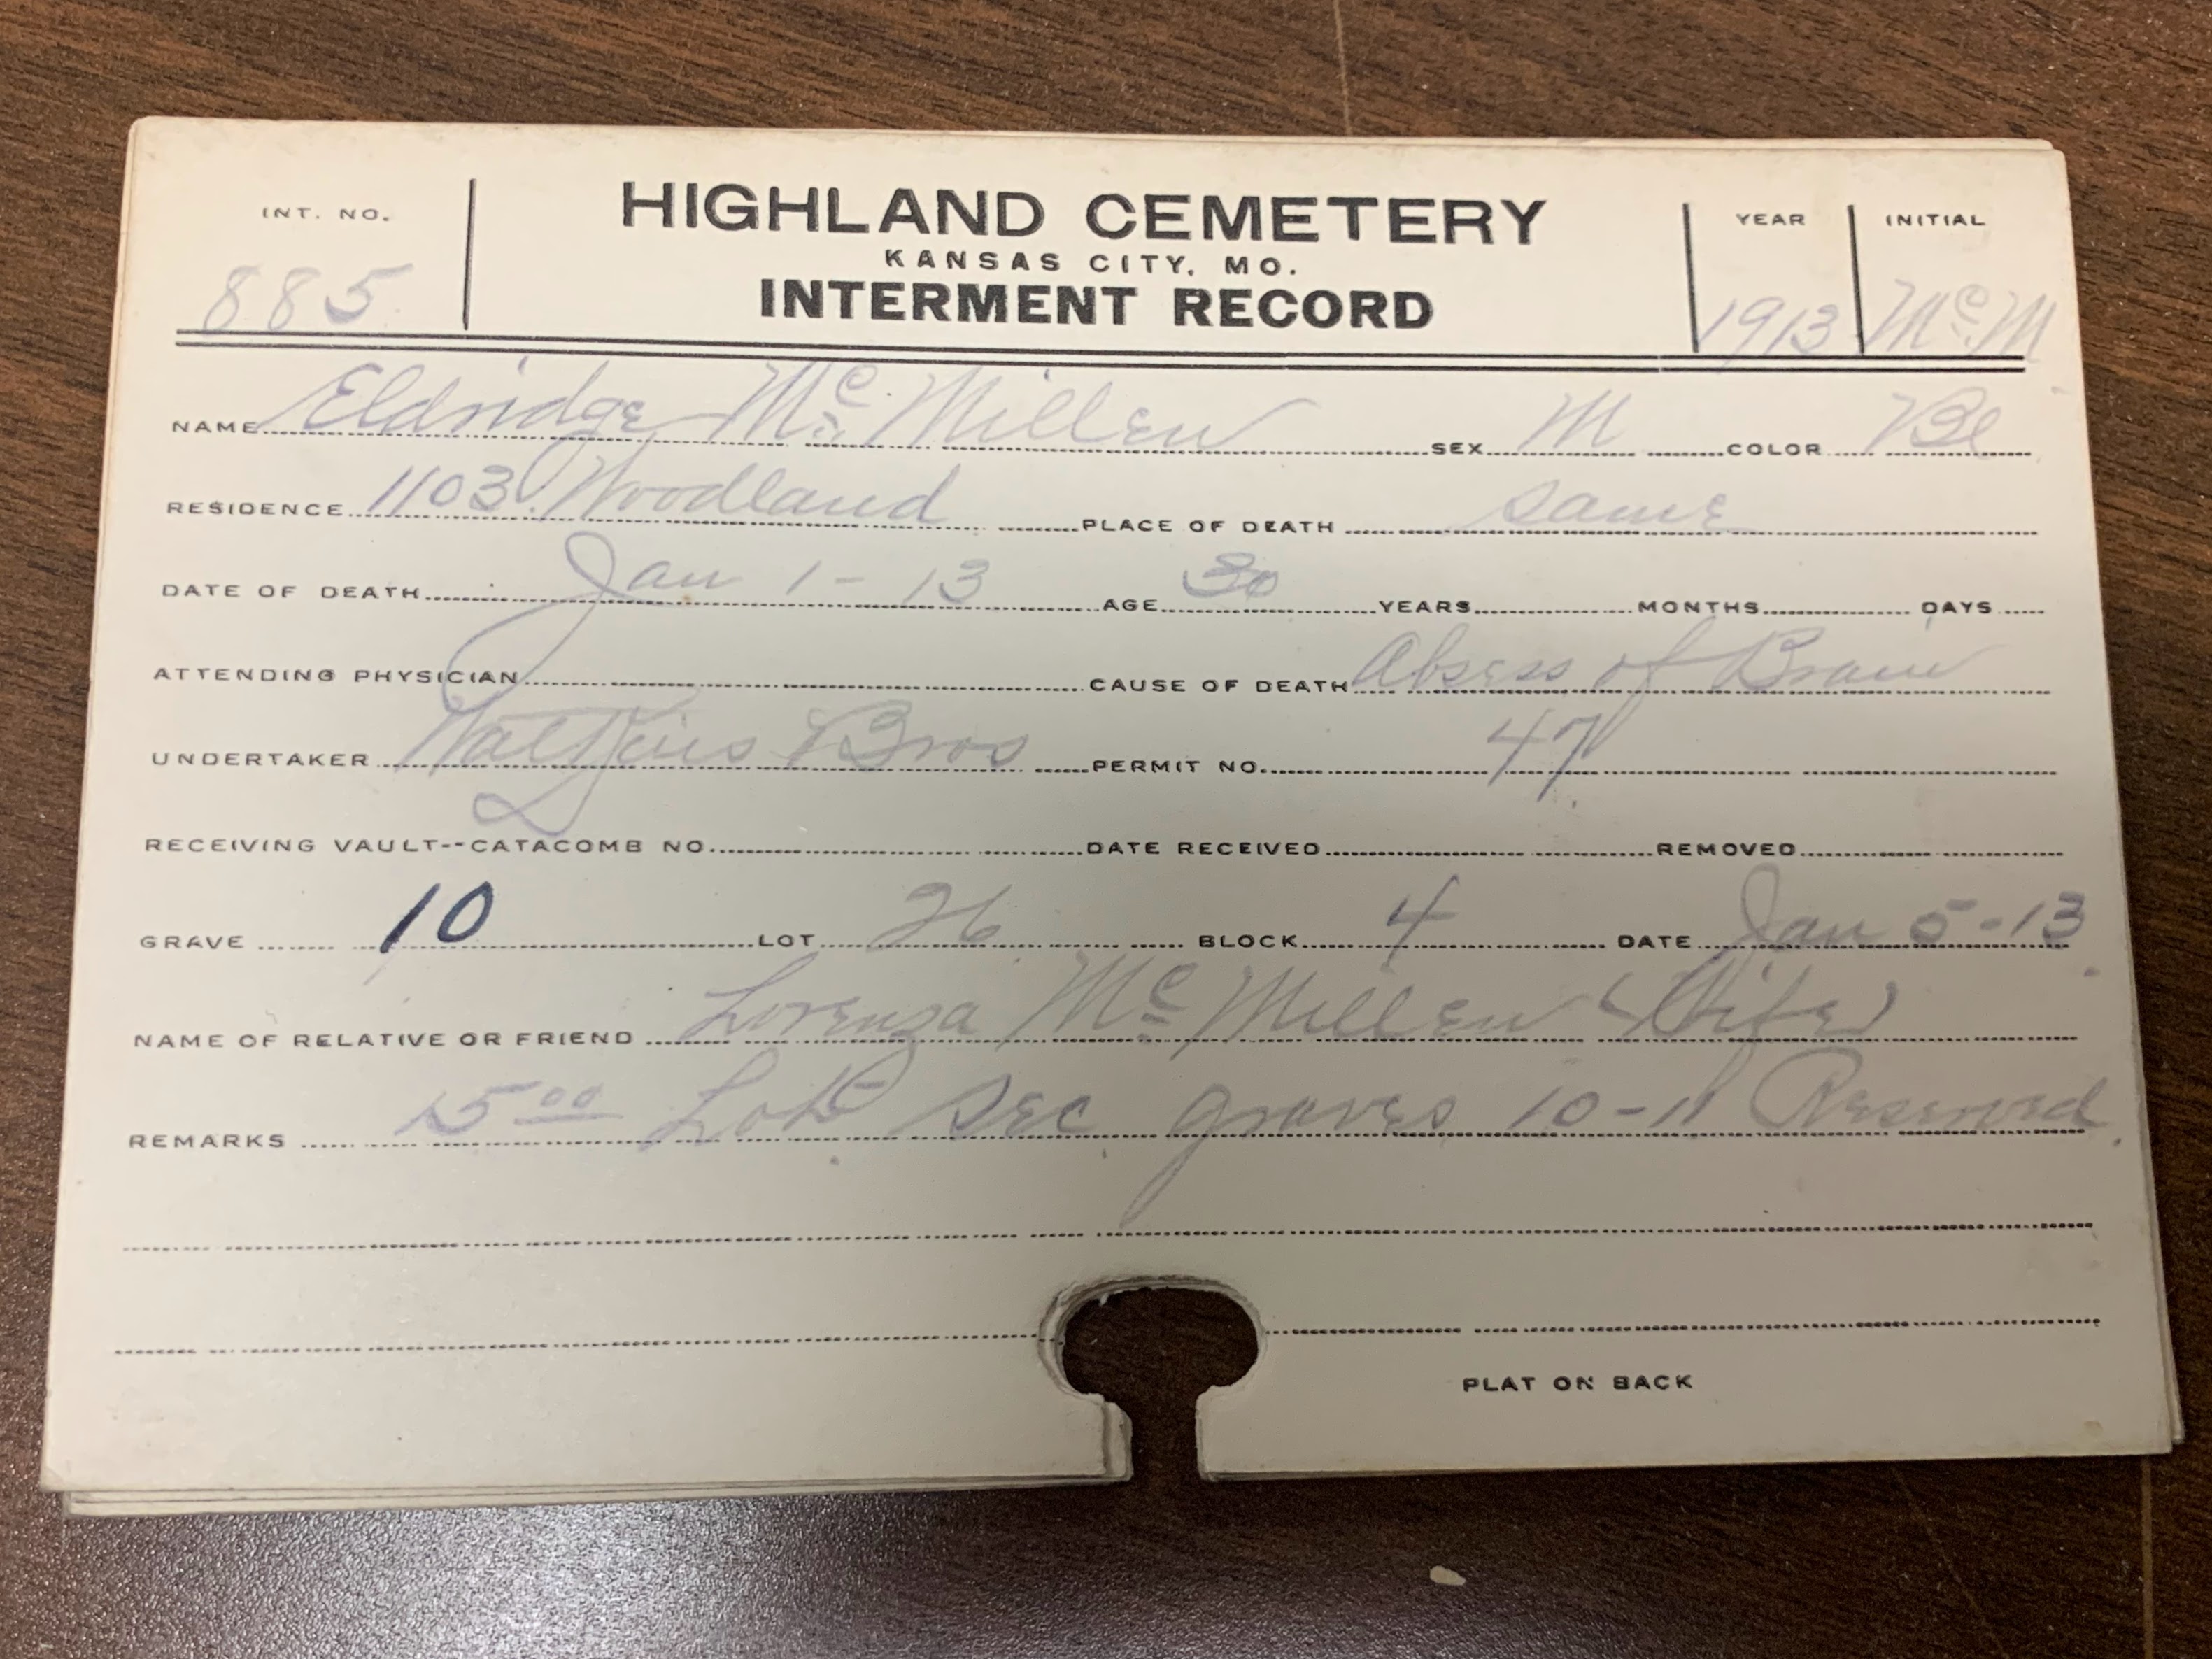 INT. NO. HIGHLAND CEMETERY YEAR INITIAL
KANSAS CITY, MO.
885 INTERMENT RECORD 1913 McM
NAME Eldridge McMillen SEX M COLOR Bl
RESIDENCE 1103 Woodland PLACE OF DEATH same
DATE OF DEATH Jan 1-13 AGE 30 YEARS MONTHS DAYS
ATTENDING PHYSICIAN CAUSE OF DEATH Absess of Brain
UNDERTAKER Watkins Bros PERMIT NO. 47
RECEIVING VAULT--CATACOMB NO. DATE RECEIVED REMOVED
GRAVE 10 LOT 26 BLOCK 4 DATE Jan 5-13
NAME OF RELATIVE OR FRIEND Lorenza McMillen (Wife)
REMARKS sec graves 10-11 Reserved
PLAT ON BACK